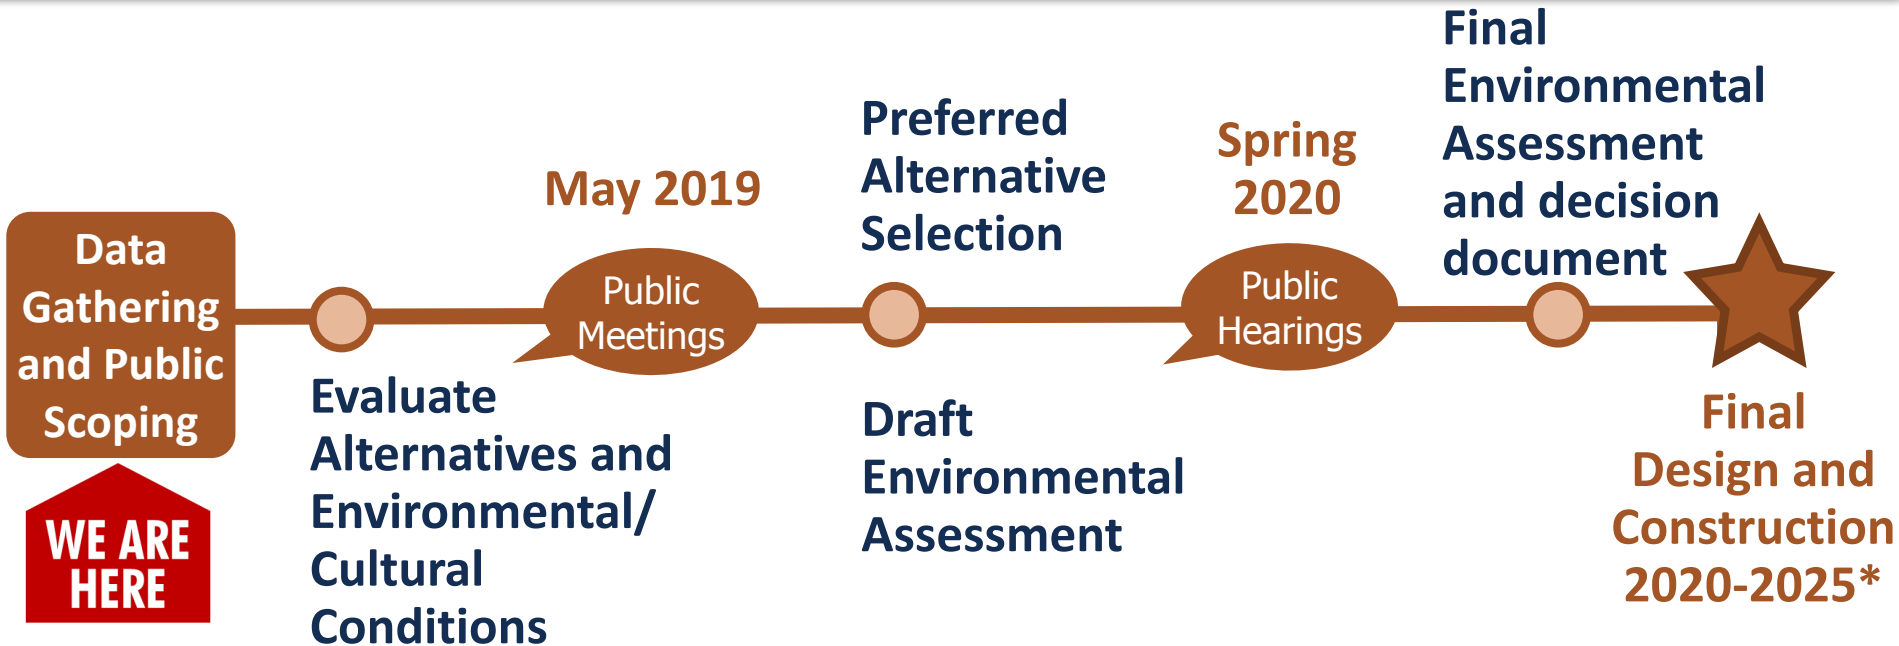 Data
Gathering
and Public
Scoping
WE ARE
HERE
Evaluate
Alternatives and
Environmental/
Cultural
Conditions
May 2019
Public
Meetings
Preferred
Alternative
Selection
Draft
Environmental
Assessment
Spring
2020
Public
Hearings
Final
Environmental
Assessment
and decision
document
Final
Design and
Construction
2020-2025*